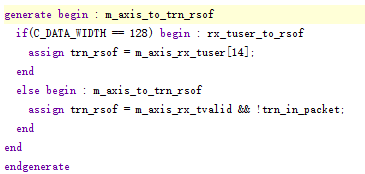 generate begin : m_axis_to_trn_rsof
if(C_DATA_WIDTH == 128) begin : rx_tuser_to_rsof
assign trn_rsof = m_axis_rx_tuser[14];
end
else begin : m_axis_to_trn_rsof
assign trn_rsof = m_axis_rx_tvalid && !trn_in_packet;
end
end
endgenerate